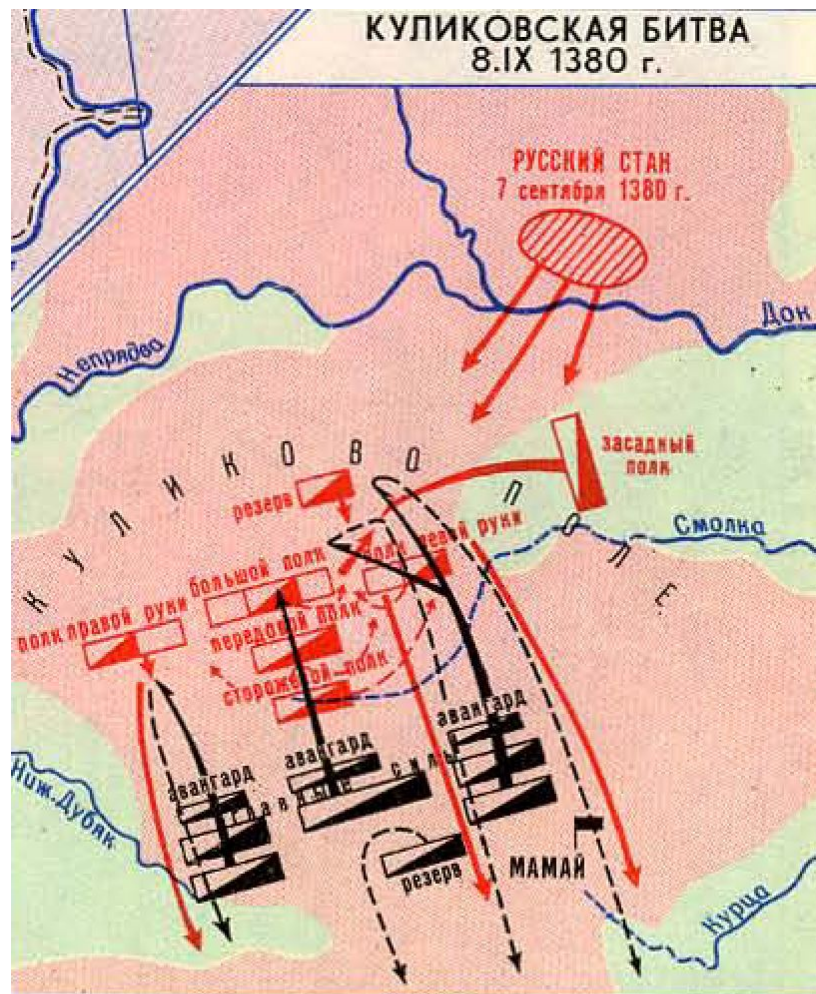 КУЛИКОВСКАЯ БИТВА
8.IX 1380 г.
РУССКИЙ СТАН
7 сентября 1380 г.
Дон
Непрядва
засадный
полк
КУЛИКОВО ПОЛЕ
резерв
Смолка
полк левой руки
большой полк
полк правой руки
передовой полк
сторожевой полк
авангард
авангард
авангард
главные силы
Ниж. Дубяк
резерв
МАМАЙ
Курца